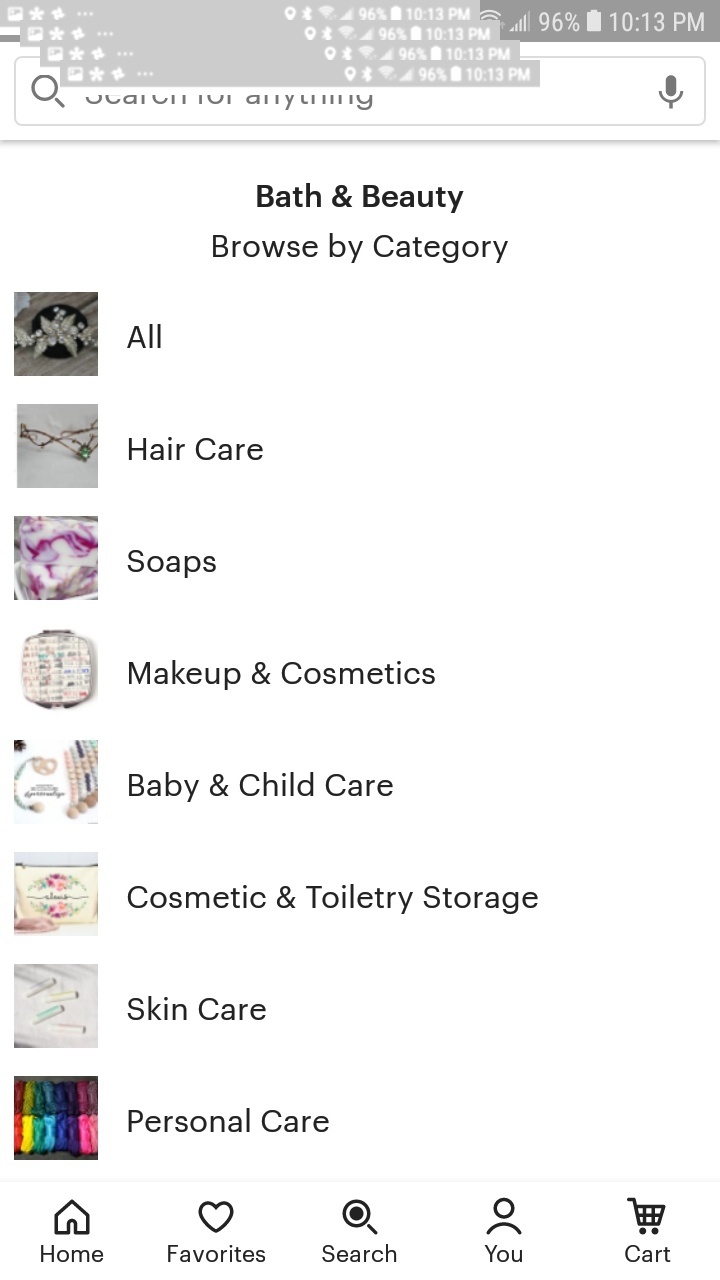 96% 10:13 PM
96% 10:13 PM
96% 10:13 PM
96% 10:13 PM
96% 10:13 PM
Search for anything
Bath & Beauty
Browse by Category
All
Hair Care
Soaps
Makeup & Cosmetics
Baby & Child Care
Cosmetic & Toiletry Storage
Skin Care
Personal Care
Home Favorites Search You Cart